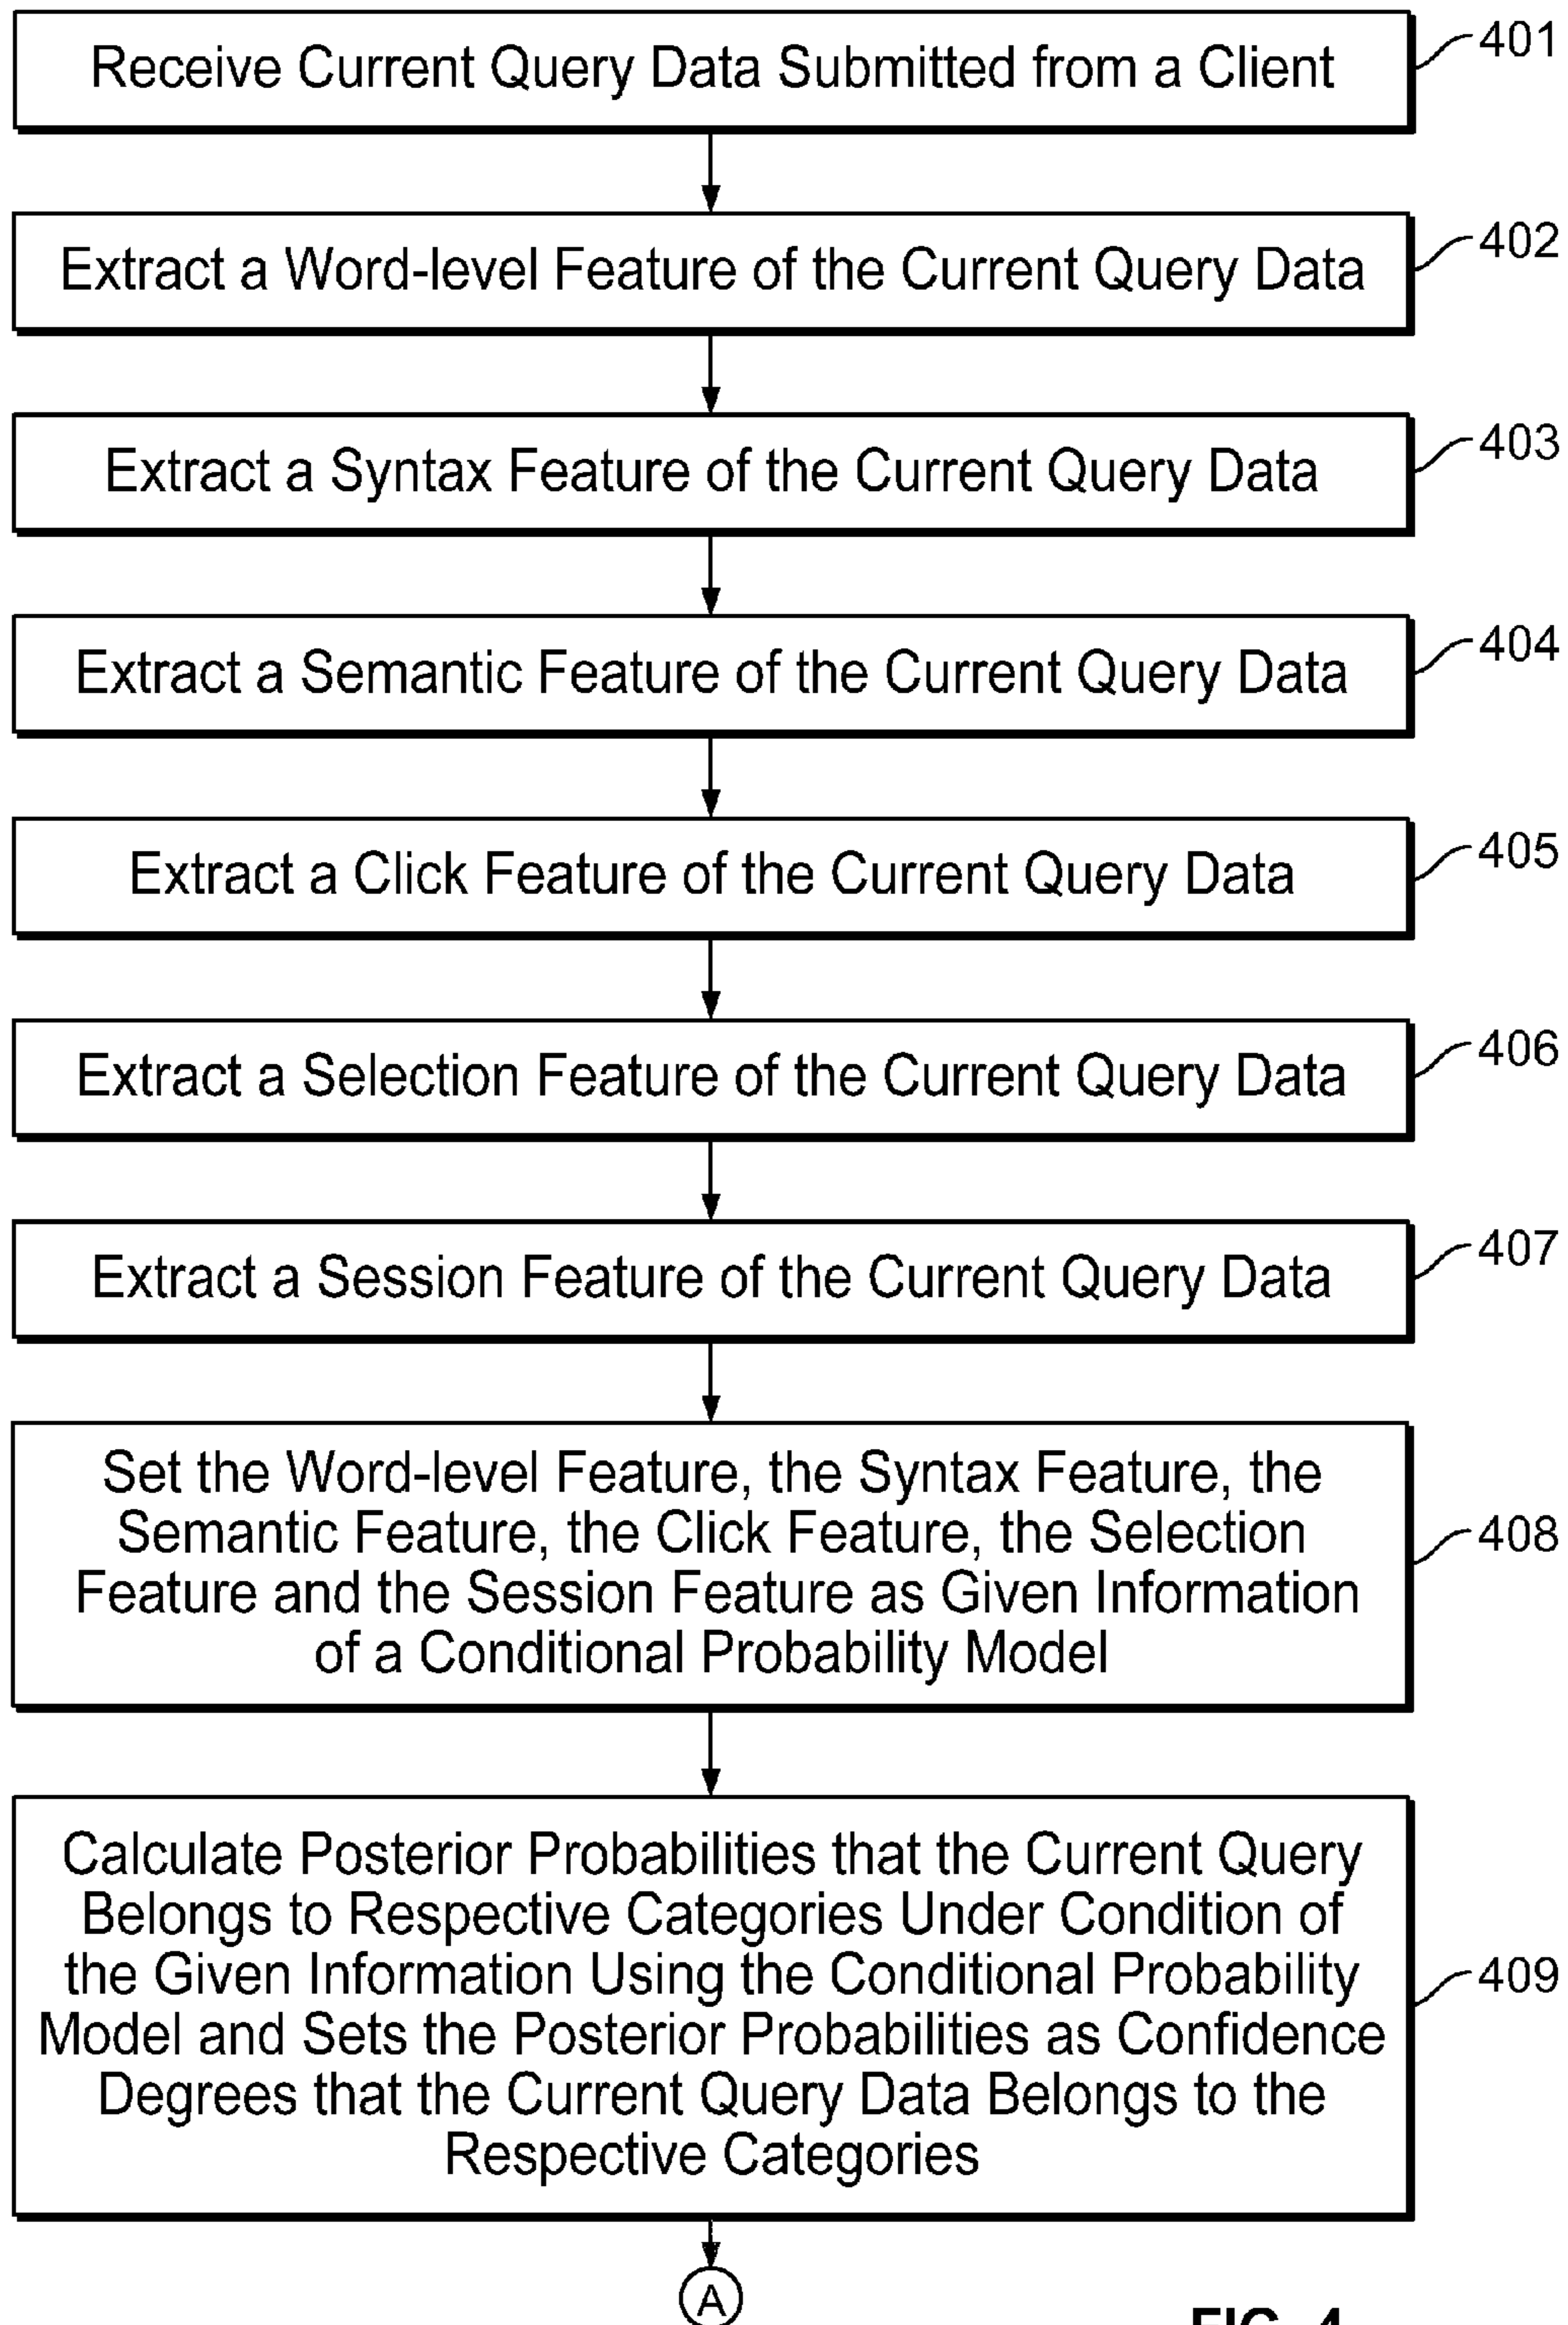 Receive Current Query Data Submitted from a Client
401
Extract a Word-level Feature of the Current Query Data
402
Extract a Syntax Feature of the Current Query Data
403
Extract a Semantic Feature of the Current Query Data
404
Extract a Click Feature of the Current Query Data
405
Extract a Selection Feature of the Current Query Data
406
Extract a Session Feature of the Current Query Data
407
Set the Word-level Feature, the Syntax Feature, the
Semantic Feature, the Click Feature, the Selection
Feature and the Session Feature as Given Information
of a Conditional Probability Model
408
Calculate Posterior Probabilities that the Current Query
Belongs to Respective Categories Under Condition of
the Given Information Using the Conditional Probability
Model and Sets the Posterior Probabilities as Confidence
Degrees that the Current Query Data Belongs to the
Respective Categories
409
A
FIG. 4